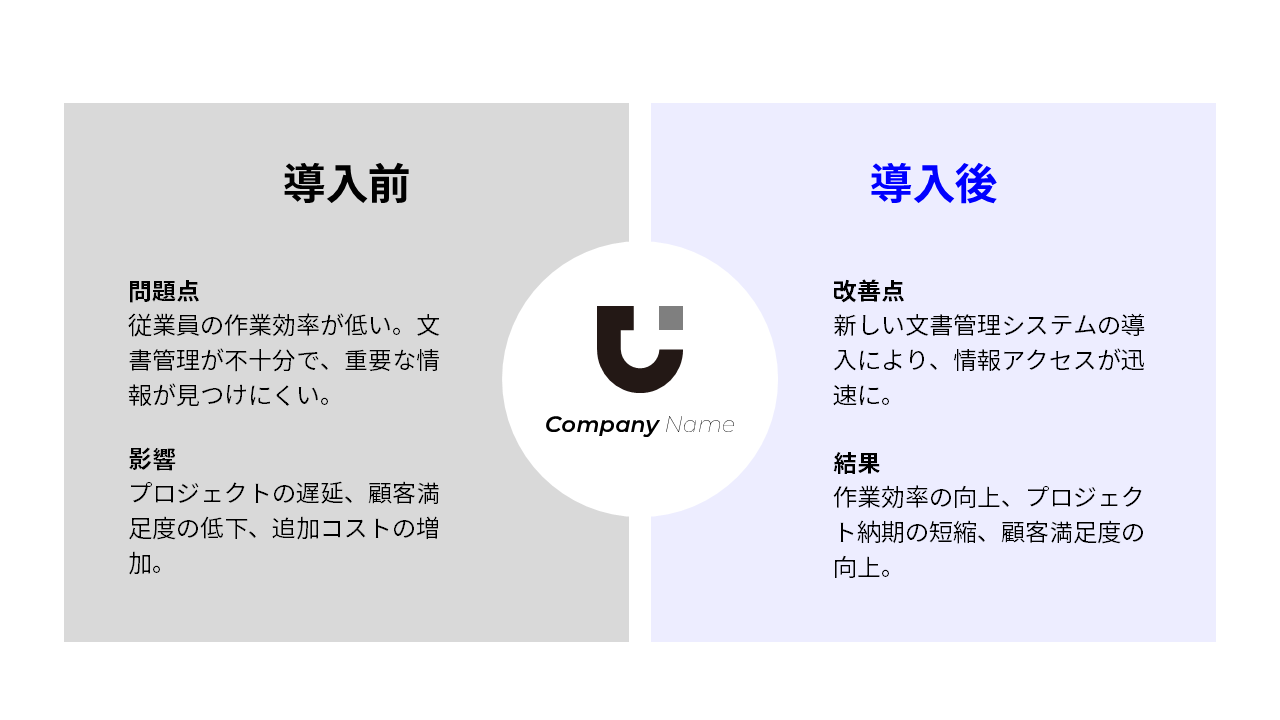 導入前
問題点
従業員の作業効率が低い。文
書管理が不十分で、重要な情
報が見つけにくい。
影響
プロジェクトの遅延、顧客満
足度の低下、追加コストの増
加。
Company Name
導入後
改善点
新しい文書管理システムの導
入により、情報アクセスが迅
速に。
結果
作業効率の向上、プロジェク
ト納期の短縮、顧客満足度の
向上。